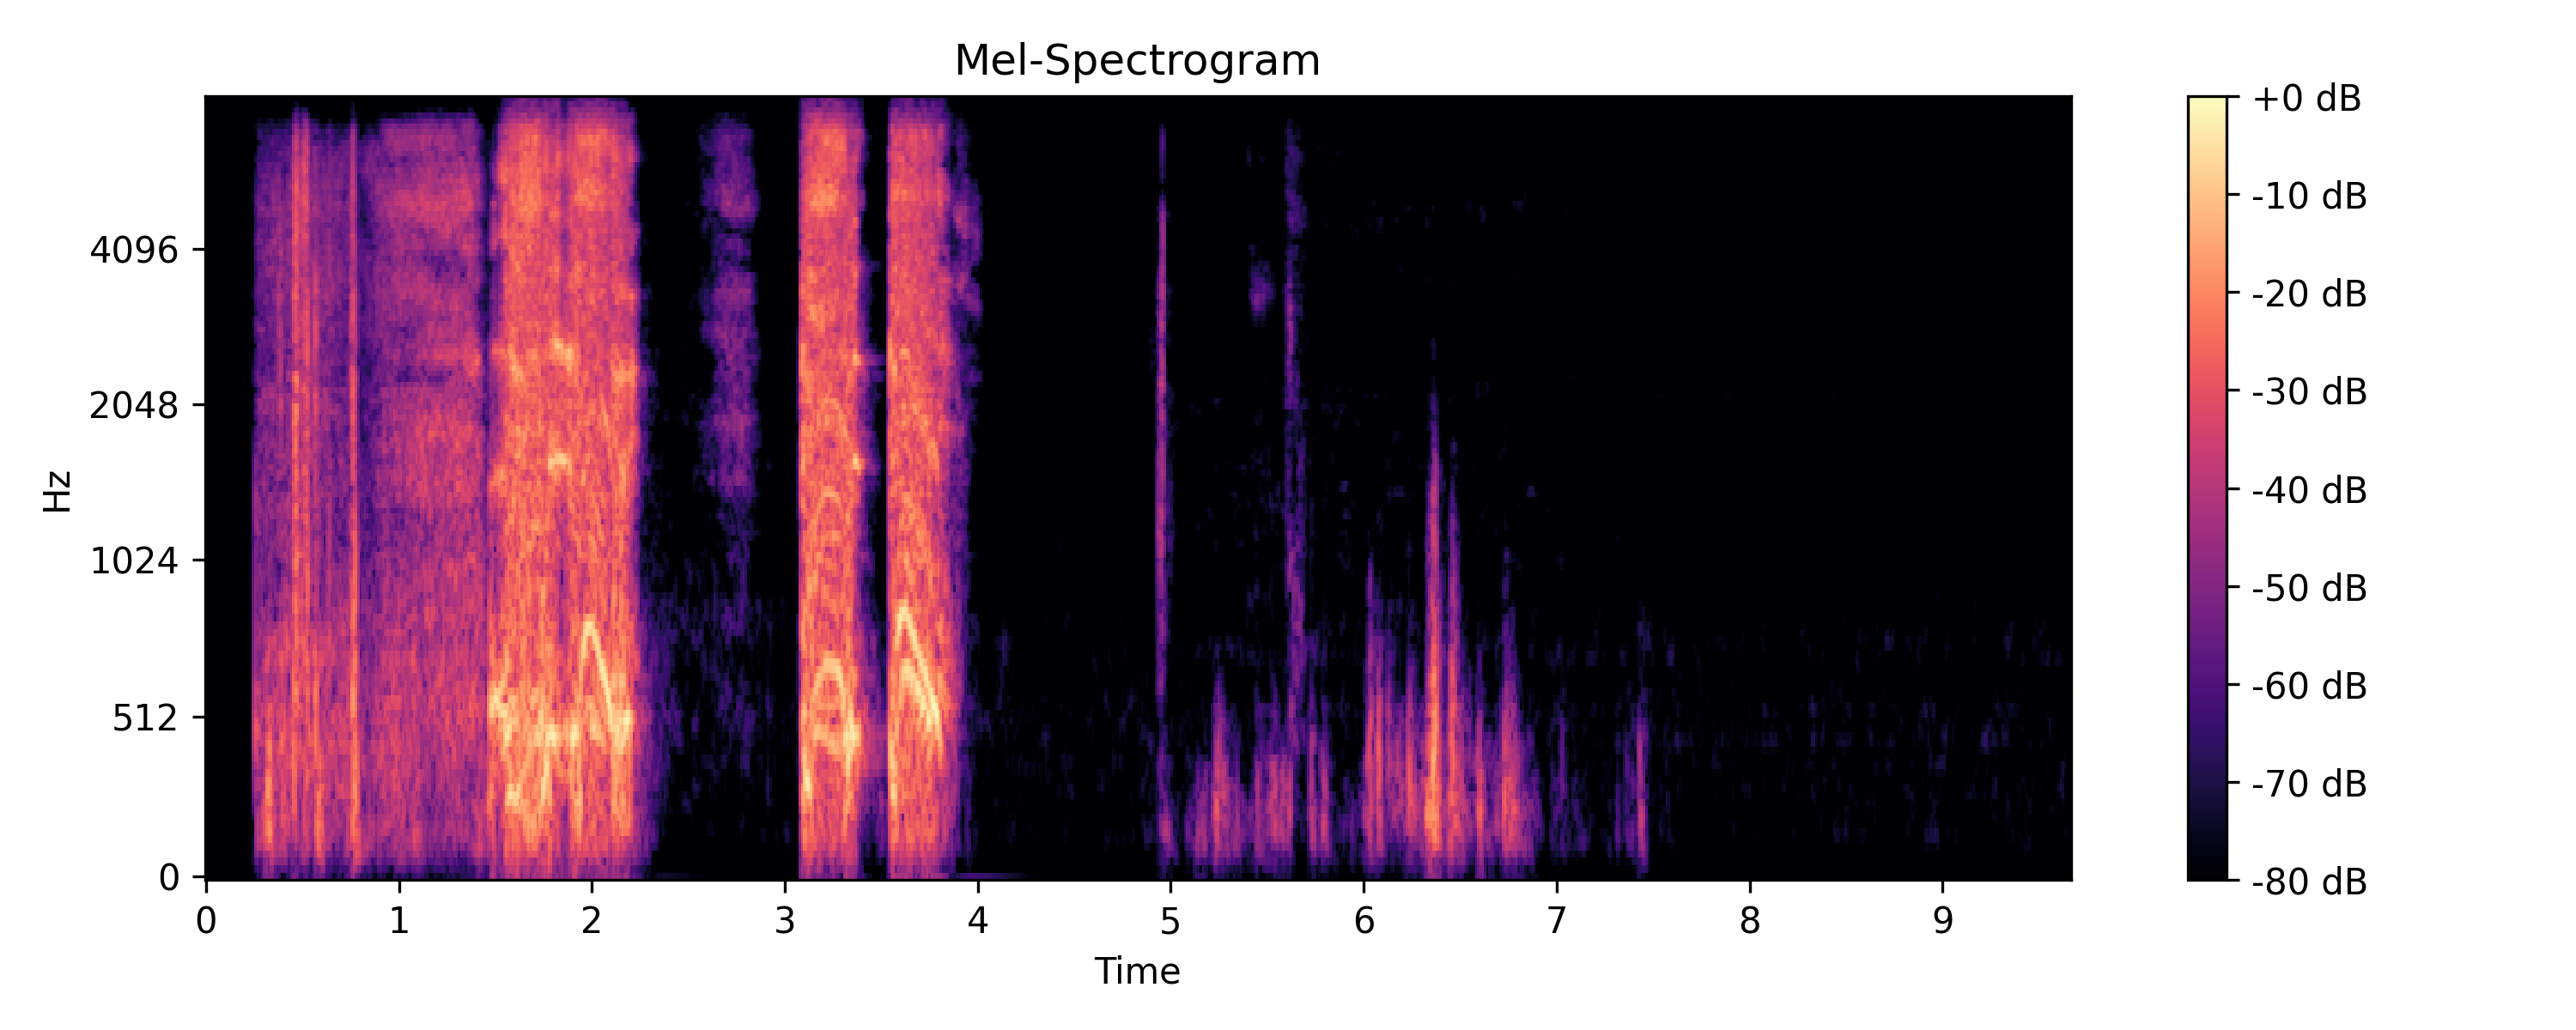 Mel-Spectrogram
+0 dB
-10 dB
-20 dB
-30 dB
-40 dB
-50 dB
-60 dB
-70 dB
-80 dB
4096
2048
1024
512
0
Hz
0 1 2 3 4 5 6 7 8 9
Time